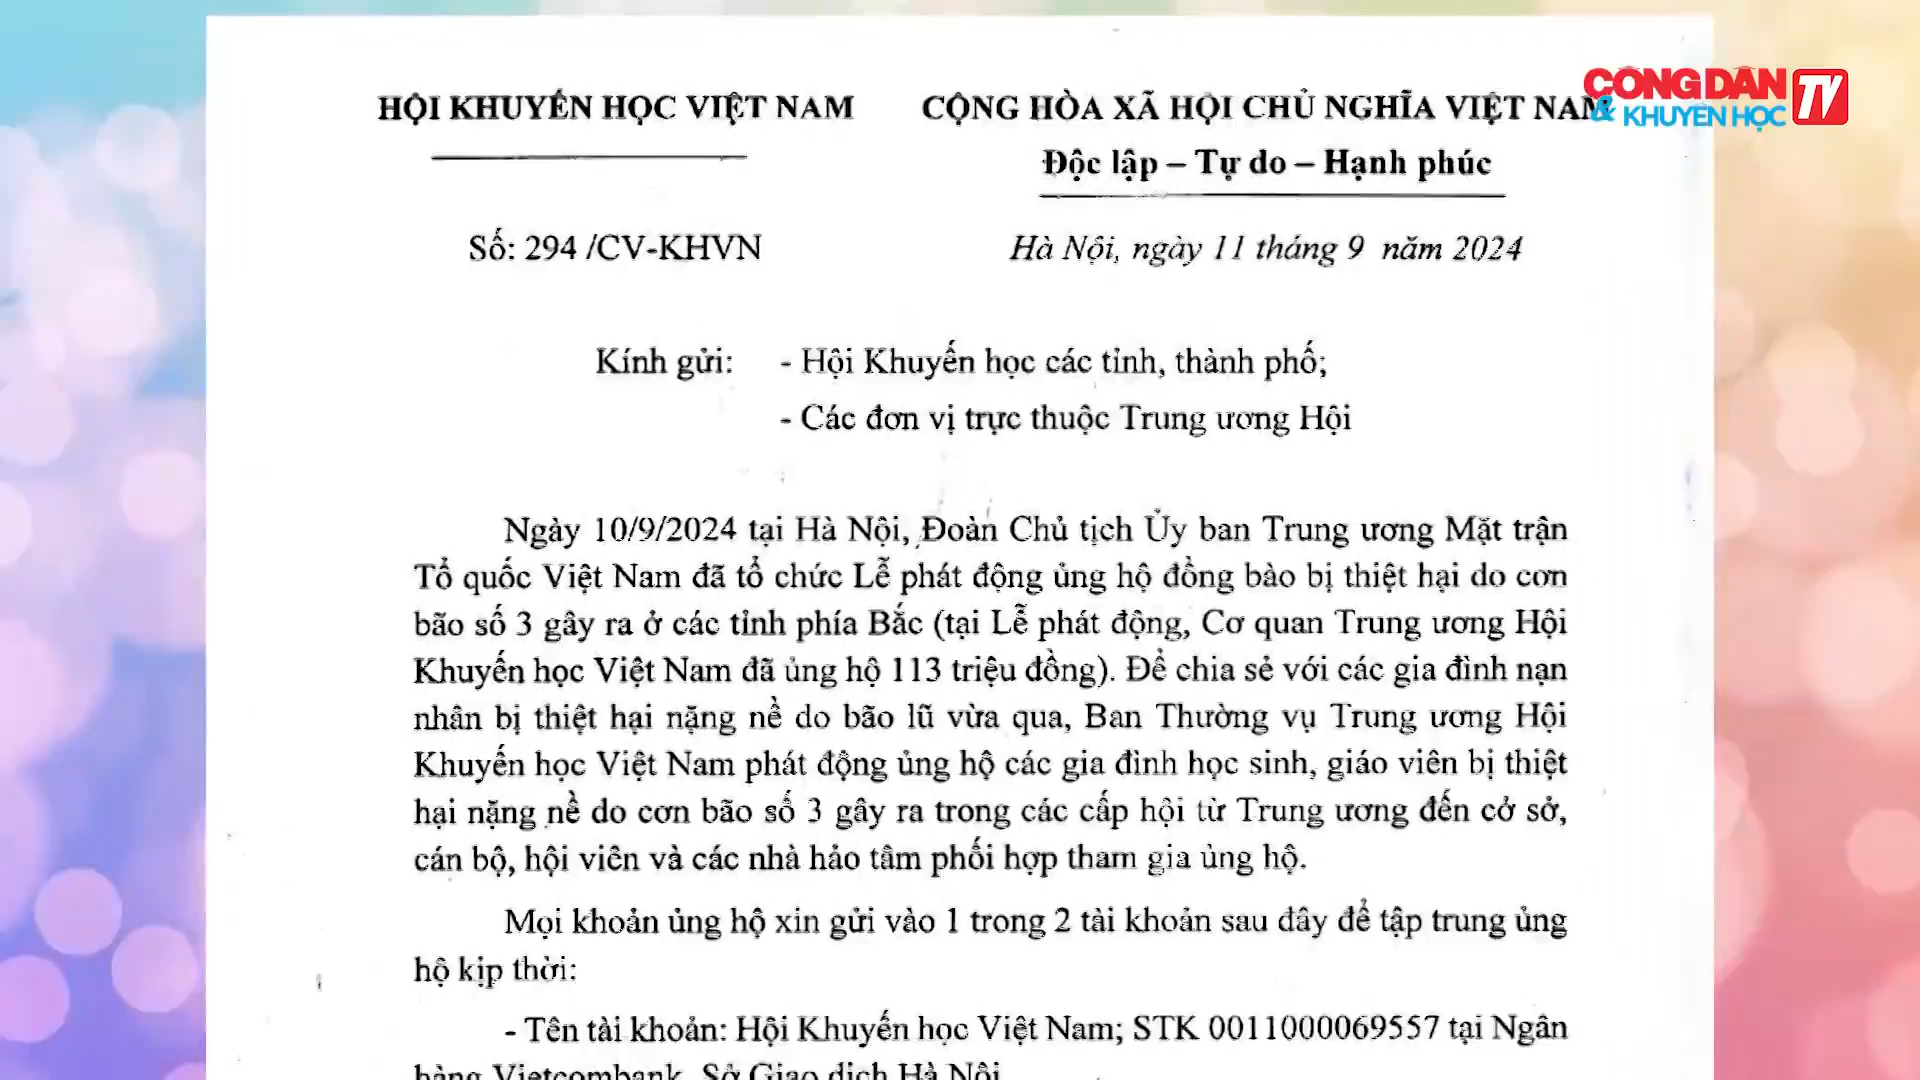 HỘI KHUYẾN HỌC VIỆT NAM
CỘNG HÒA XÃ HỘI CHỦ NGHĨA VIỆT NAM
CÔNG DÂN
& KHUYẾN HỌC TV
Độc lập – Tự do – Hạnh phúc
Số: 294 /CV-KHVN
Hà Nội, ngày 11 tháng 9 năm 2024
Kính gửi: - Hội Khuyến học các tỉnh, thành phố;
- Các đơn vị trực thuộc Trung ương Hội
Ngày 10/9/2024 tại Hà Nội, Đoàn Chủ tịch Ủy ban Trung ương Mặt trận
Tổ quốc Việt Nam đã tổ chức Lễ phát động ủng hộ đồng bào bị thiệt hại do cơn
bão số 3 gây ra ở các tỉnh phía Bắc (tại Lễ phát động, Cơ quan Trung ương Hội
Khuyến học Việt Nam đã ủng hộ 113 triệu đồng). Để chia sẻ với các gia đình nạn
nhân bị thiệt hại nặng nề do bão lũ vừa qua, Ban Thường vụ Trung ương Hội
Khuyến học Việt Nam phát động ủng hộ các gia đình học sinh, giáo viên bị thiệt
hại nặng nề do cơn bão số 3 gây ra trong các cấp hội từ Trung ương đến cở sở,
cán bộ, hội viên và các nhà hảo tâm phối hợp tham gia ủng hộ.
Mọi khoản ủng hộ xin gửi vào 1 trong 2 tài khoản sau đây để tập trung ủng
hộ kịp thời:
- Tên tài khoản: Hội Khuyến học Việt Nam; STK 0011000069557 tại Ngân
hàng Vietcombank, Sở Giao dịch Hà Nội